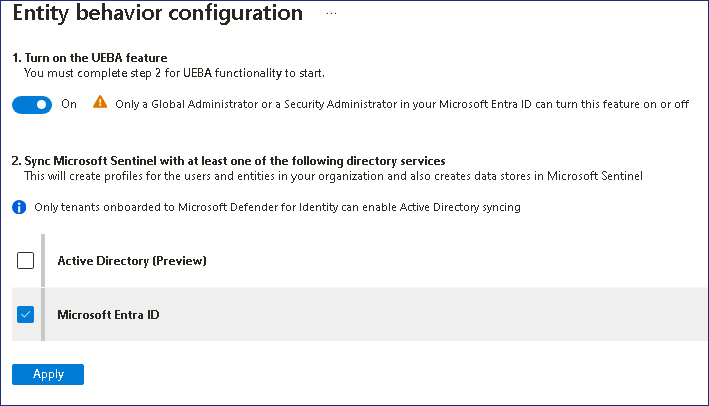 Entity behavior configuration ...
1. Turn on the UEBA feature
You must complete step 2 for UEBA functionality to start.
On Only a Global Administrator or a Security Administrator in your Microsoft Entra ID can turn this feature on or off
2. Sync Microsoft Sentinel with at least one of the following directory services
This will create profiles for the users and entities in your organization and also creates data stores in Microsoft Sentinel
Only tenants onboarded to Microsoft Defender for Identity can enable Active Directory syncing
Active Directory (Preview)
Microsoft Entra ID
Apply